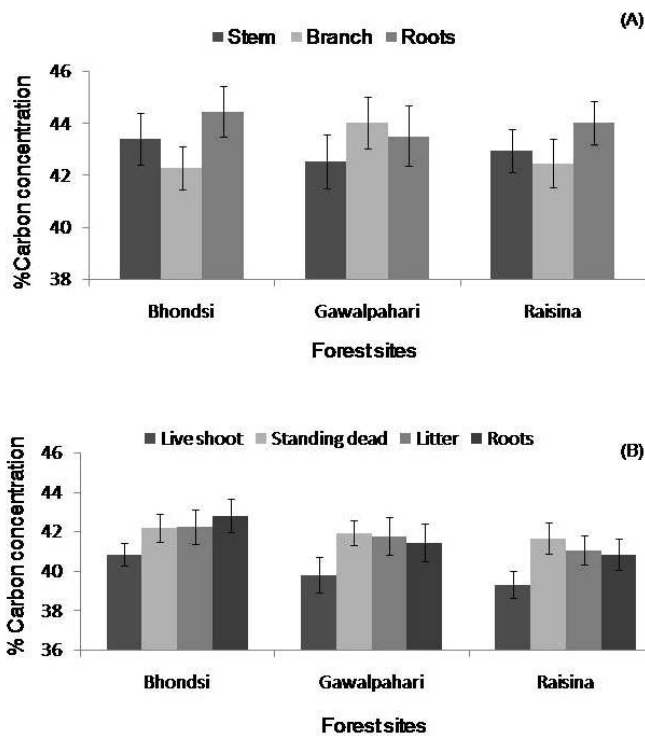 (A)
Stem Branch Roots
%Carbon concentration
46
44
42
40
38
Bhondsi Gawalpahari Raisina
Forest sites
Live shoot Standing dead Litter Roots
(B)
% Carbon concentration
46
44
42
40
38
36
Bhondsi Gawalpahari Raisina
Forest sites